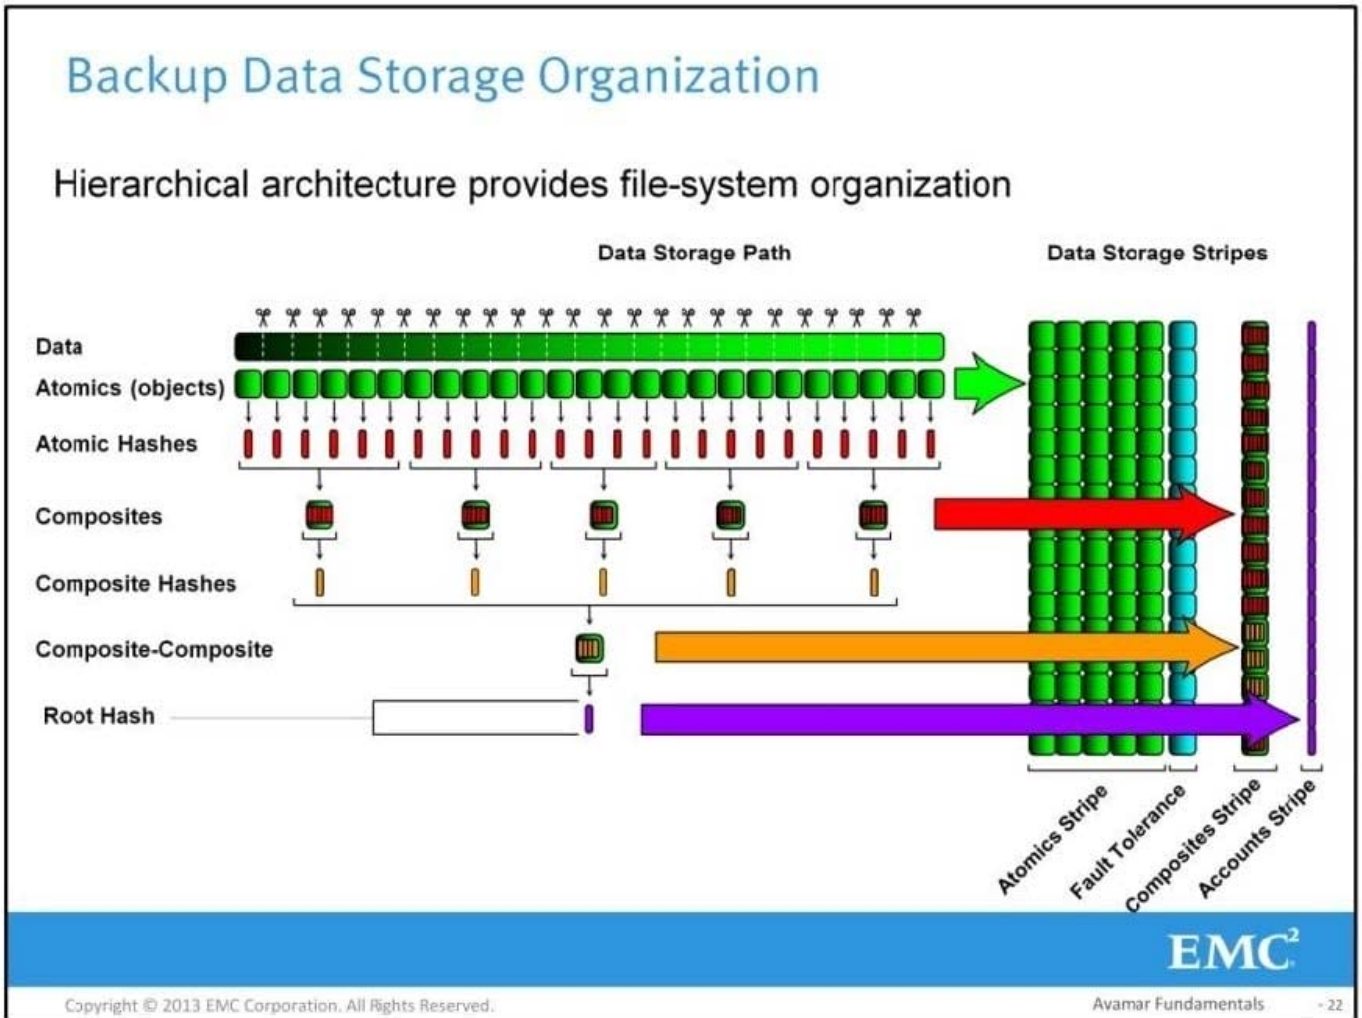 Backup Data Storage Organization
Hierarchical architecture provides file-system organization
Data Storage Path
Data Storage Stripes
Data
Atomics (objects)
Atomic Hashes
Composites
Composite Hashes
Composite-Composite
Root Hash
Atomics Stripe
Fault Tolerance
Composites Stripe
Accounts Stripe
EMC²
Copyright © 2013 EMC Corporation. All Rights Reserved.
Avamar Fundamentals
- 22